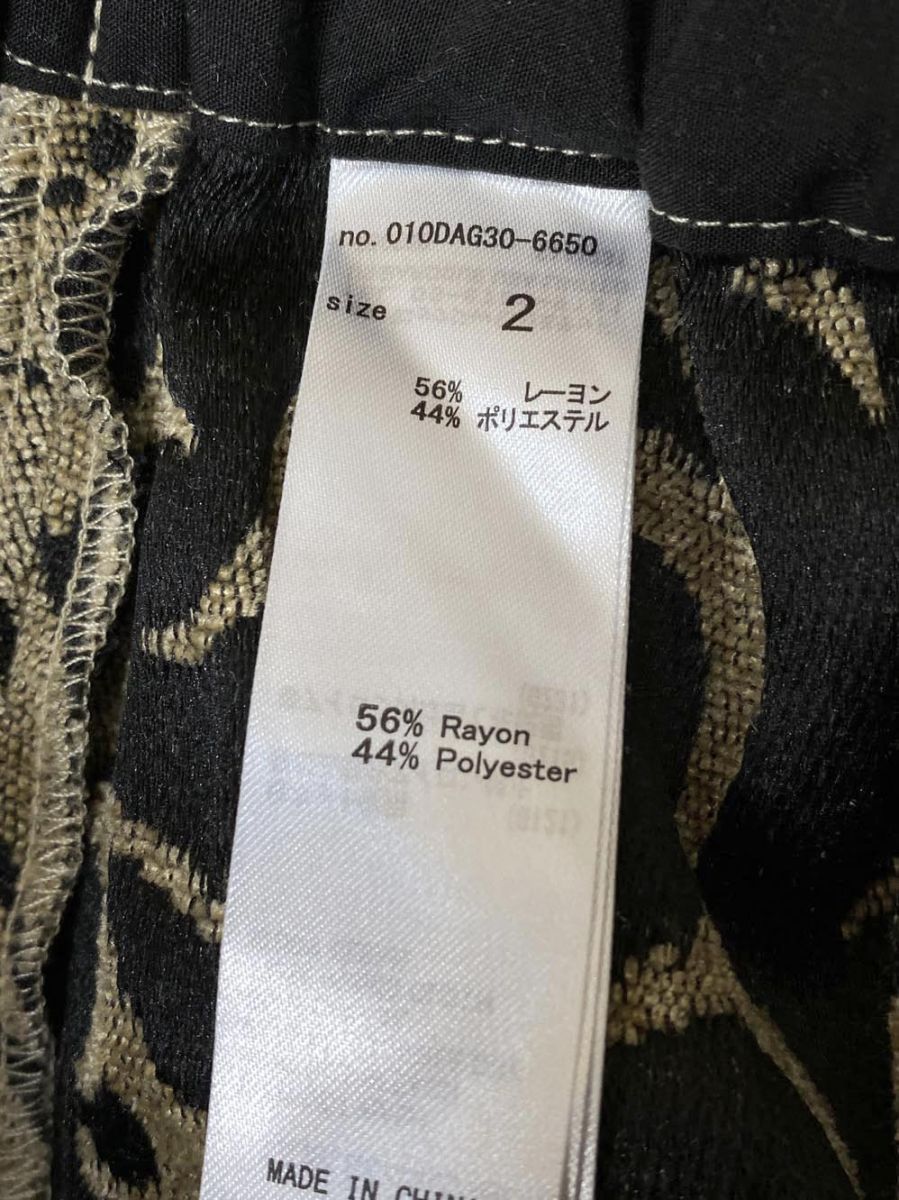 no. 010DAG30-6650
size 2
56% レーヨン
44% ポリエステル
56% Rayon
44% Polyester
MADE IN CHINA